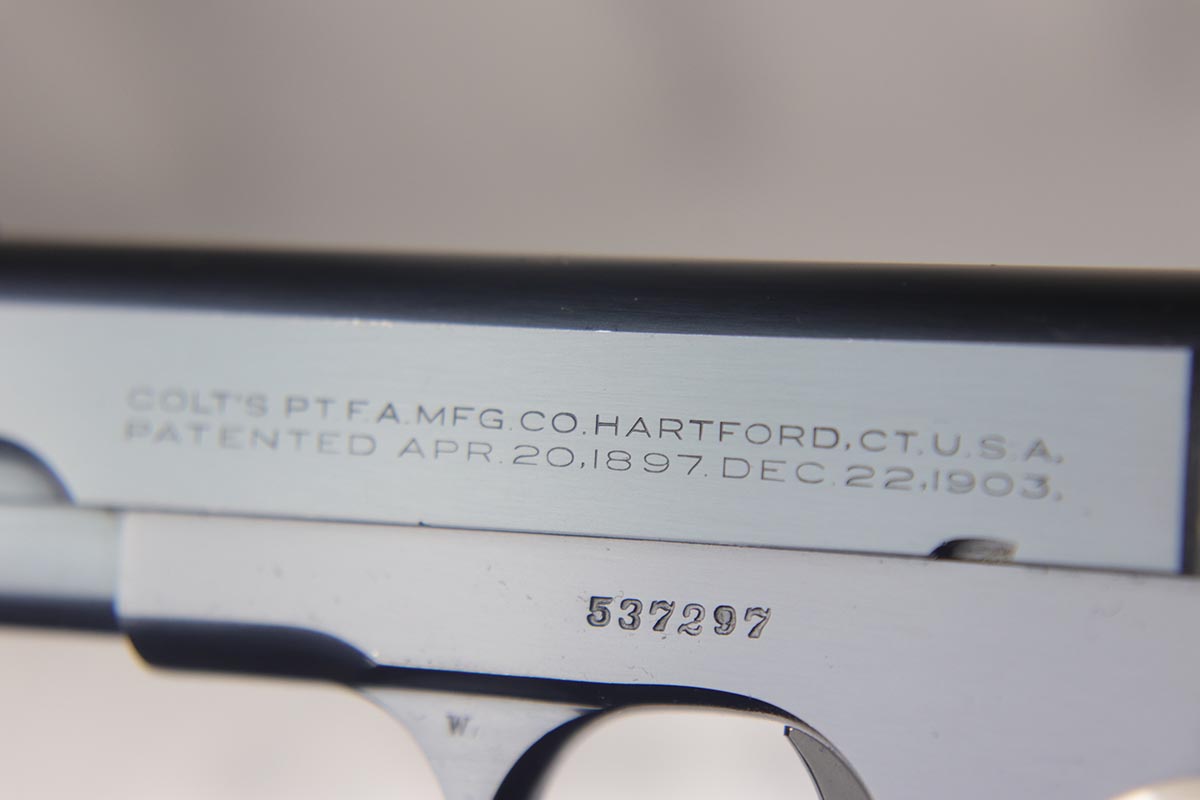 COLT'S PT.F.A.MFG.CO.HARTFORD,CT.U.S.A.
PATENTED APR.20,1897.DEC.22,1903.
537297
W.